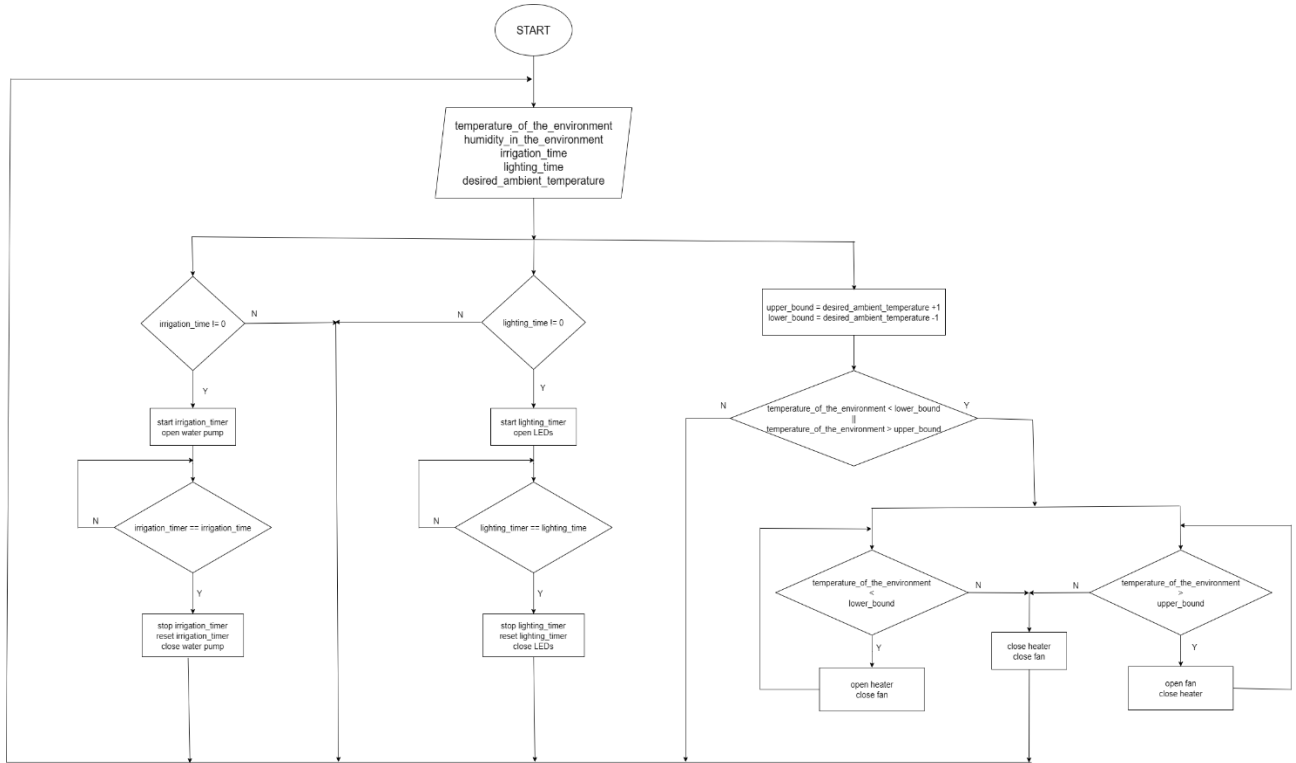 START
temperature_of_the_environment
humidity_in_the_environment
irrigation_time
lighting_time
desired_ambient_temperature
irrigation_time != 0
N
Y
start irrigation_timer
open water pump
irrigation_timer == irrigation_time
N
Y
stop irrigation_timer
reset irrigation_timer
close water pump
lighting_time != 0
N
Y
start lighting_timer
open LEDs
lighting_timer == lighting_time
N
Y
stop lighting_timer
reset lighting_timer
close LEDs
upper_bound = desired_ambient_temperature +1
lower_bound = desired_ambient_temperature -1
N
Y
temperature_of_the_environment < lower_bound
||
temperature_of_the_environment > upper_bound
temperature_of_the_environment
<
lower_bound
N
Y
open heater
close fan
close heater
close fan
temperature_of_the_environment
>
upper_bound
N
Y
open fan
close heater